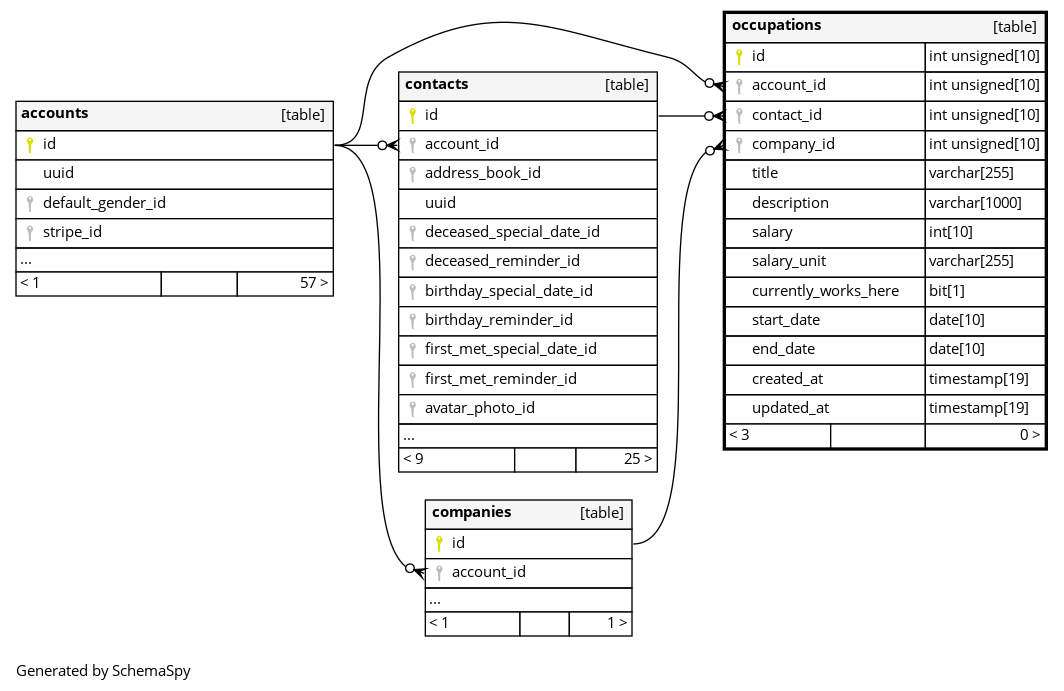 accounts [table]
id
uuid
default_gender_id
stripe_id
...
< 1 57 >
contacts [table]
id
account_id
address_book_id
uuid
deceased_special_date_id
deceased_reminder_id
birthday_special_date_id
birthday_reminder_id
first_met_special_date_id
first_met_reminder_id
avatar_photo_id
...
< 9 25 >
companies [table]
id
account_id
...
< 1 1 >
occupations [table]
id int unsigned[10]
account_id int unsigned[10]
contact_id int unsigned[10]
company_id int unsigned[10]
title varchar[255]
description varchar[1000]
salary int[10]
salary_unit varchar[255]
currently_works_here bit[1]
start_date date[10]
end_date date[10]
created_at timestamp[19]
updated_at timestamp[19]
< 3 0 >
Generated by SchemaSpy